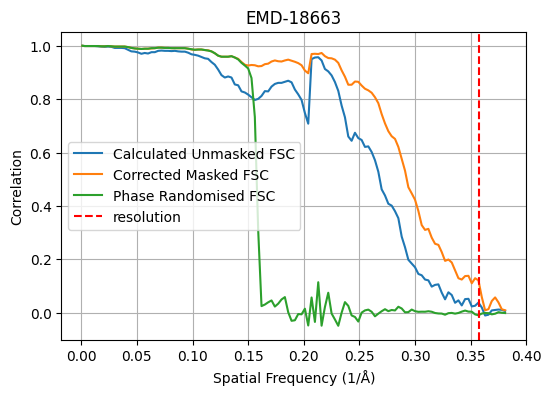 EMD-18663
1.0
0.8
0.6
0.4
0.2
0.0
Correlation
Calculated Unmasked FSC
Corrected Masked FSC
Phase Randomised FSC
resolution
0.00 0.05 0.10 0.15 0.20 0.25 0.30 0.35 0.40
Spatial Frequency (1/Å)